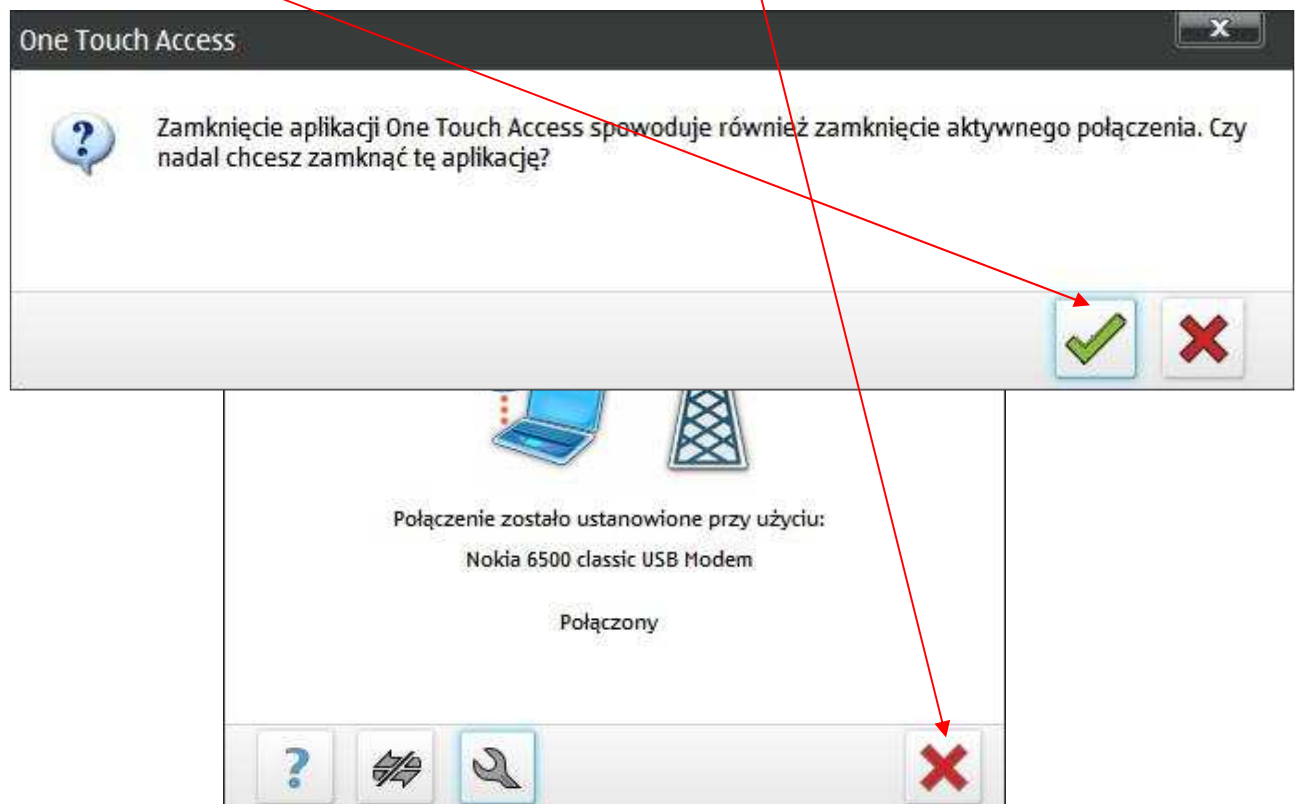 One Touch Access
Zamknięcie aplikacji One Touch Access spowoduje również zamknięcie aktywnego połączenia. Czy
nadal chcesz zamknąć tę aplikację?
Połączenie zostało ustanowione przy użyciu:
Nokia 6500 classic USB Modem
Połączony